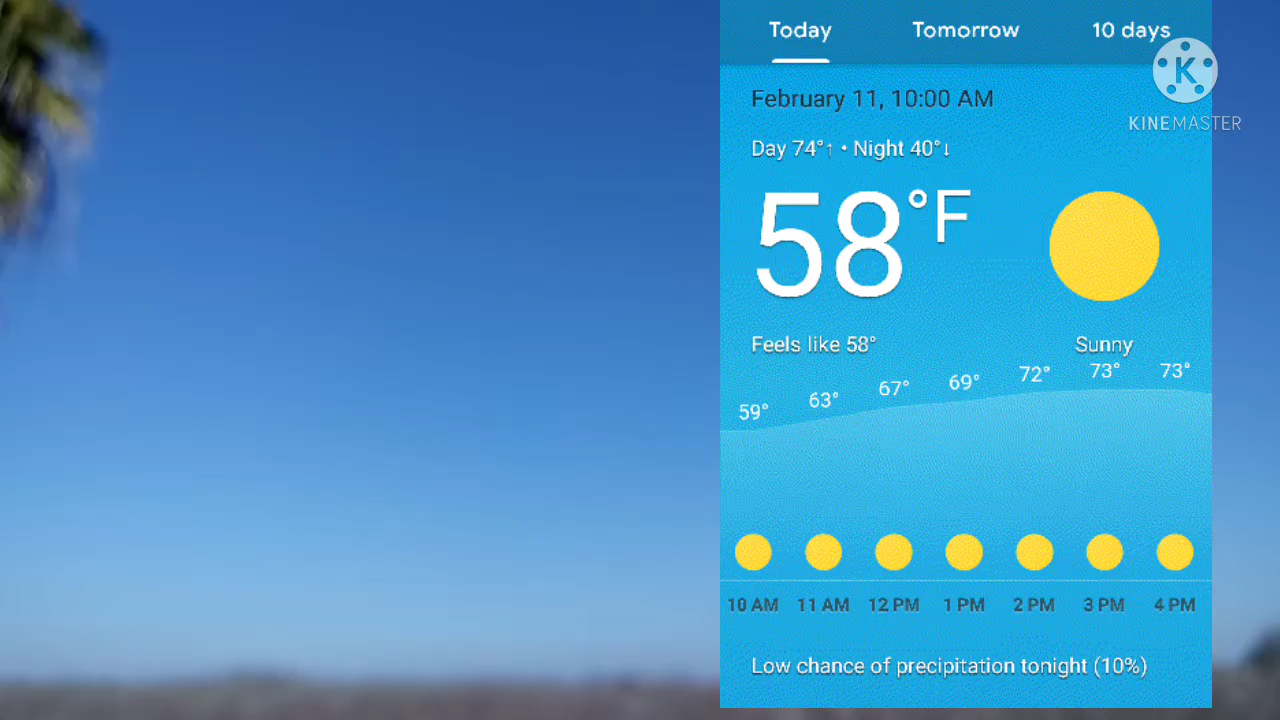 Today Tomorrow 10 days
February 11, 10:00 AM
K
KINEMASTER
Day 74°↑ • Night 40°↓
58°F
Feels like 58° Sunny
59° 63° 67° 69° 72° 73° 73°
10 AM 11 AM 12 PM 1 PM 2 PM 3 PM 4 PM
Low chance of precipitation tonight (10%)